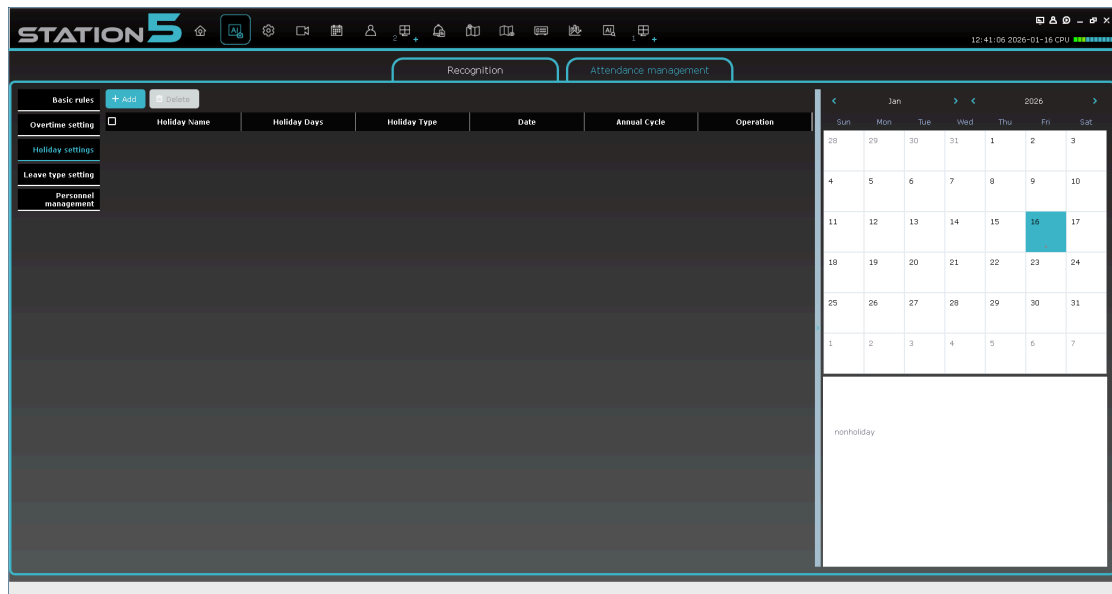 STATION 5
2 + 1 +
12:41:06 2026-01-16 CPU
Recognition Attendance management
Basic rules
Overtime setting
Holiday settings
Leave type setting
Personnel
management
+ Add Delete
Holiday Name Holiday Days Holiday Type Date Annual Cycle Operation
< Jan > < 2026 >
Sun Mon Tue Wed Thu Fri Sat
28 29 30 31 1 2 3
4 5 6 7 8 9 10
11 12 13 14 15 16 17
18 19 20 21 22 23 24
25 26 27 28 29 30 31
1 2 3 4 5 6 7
nonholiday